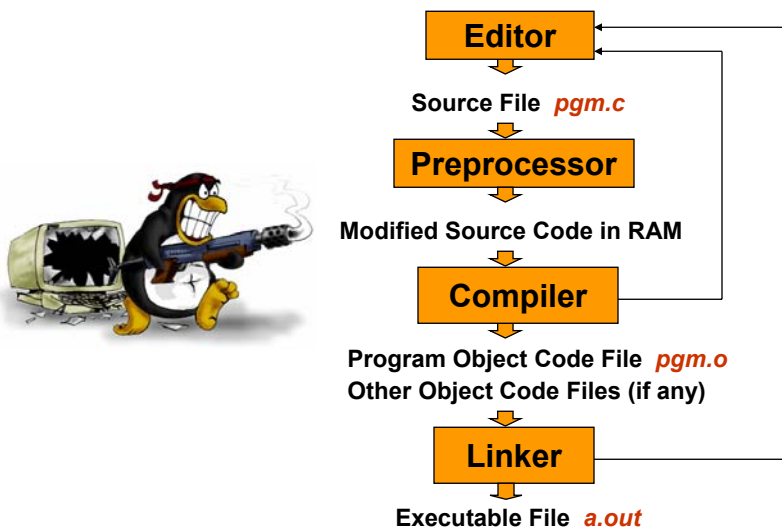 Editor
Source File pgm.c
Preprocessor
Modified Source Code in RAM
Compiler
Program Object Code File pgm.o
Other Object Code Files (if any)
Linker
Executable File a.out